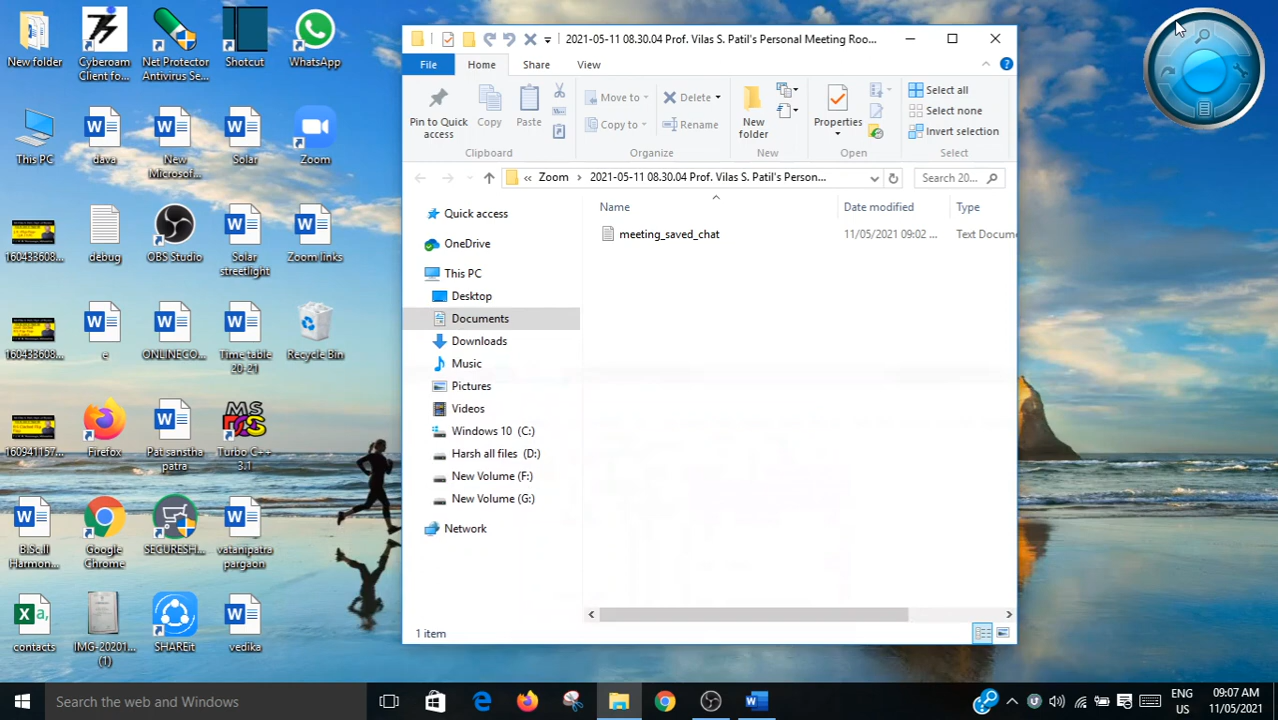 New folder
Cyberoam
Client fo...
Net Protector
Antivirus Se...
Shotcut
WhatsApp
This PC
dava
New
Microsof...
Solar
Zoom
160433608...
debug
OBS Studio
Solar
streetlight
Zoom links
160433608...
e
ONLINECO...
Time table
20-21
Recycle Bin
160941157...
Firefox
Pat sanstha
patra
Turbo C++
3.1
B.Sc.II
Harmon...
Google
Chrome
SECURESH...
vatanipatra
pargaon
contacts
IMG-20201...
(1)
SHAREit
vedika
2021-05-11 08.30.04 Prof. Vilas S. Patil's Personal Meeting Roo...
File Home Share View
Pin to Quick
access
Copy
Paste
Move to
Copy to
Delete
Rename
New
folder
Properties
Select all
Select none
Invert selection
Clipboard Organize New Open Select
« Zoom › 2021-05-11 08.30.04 Prof. Vilas S. Patil's Person...
Search 20...
Name Date modified Type
meeting_saved_chat 11/05/2021 09:02 ... Text Docume
Quick access
OneDrive
This PC
Desktop
Documents
Downloads
Music
Pictures
Videos
Windows 10 (C:)
Harsh all files (D:)
New Volume (F:)
New Volume (G:)
Network
1 item
Search the web and Windows
ENG
US
09:07 AM
11/05/2021